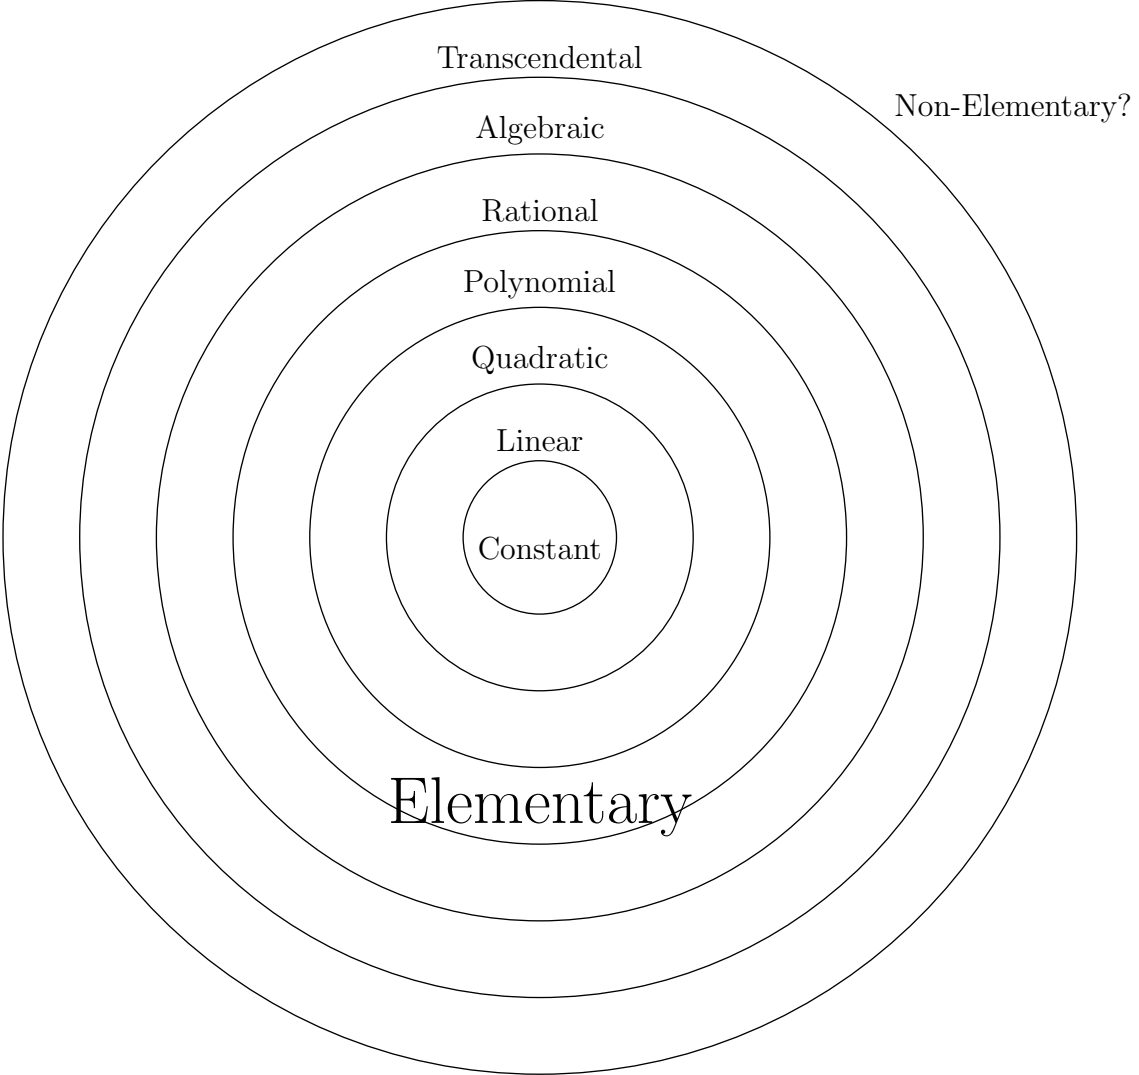 Transcendental
Non-Elementary?
Algebraic
Rational
Polynomial
Quadratic
Linear
Constant
Elementary